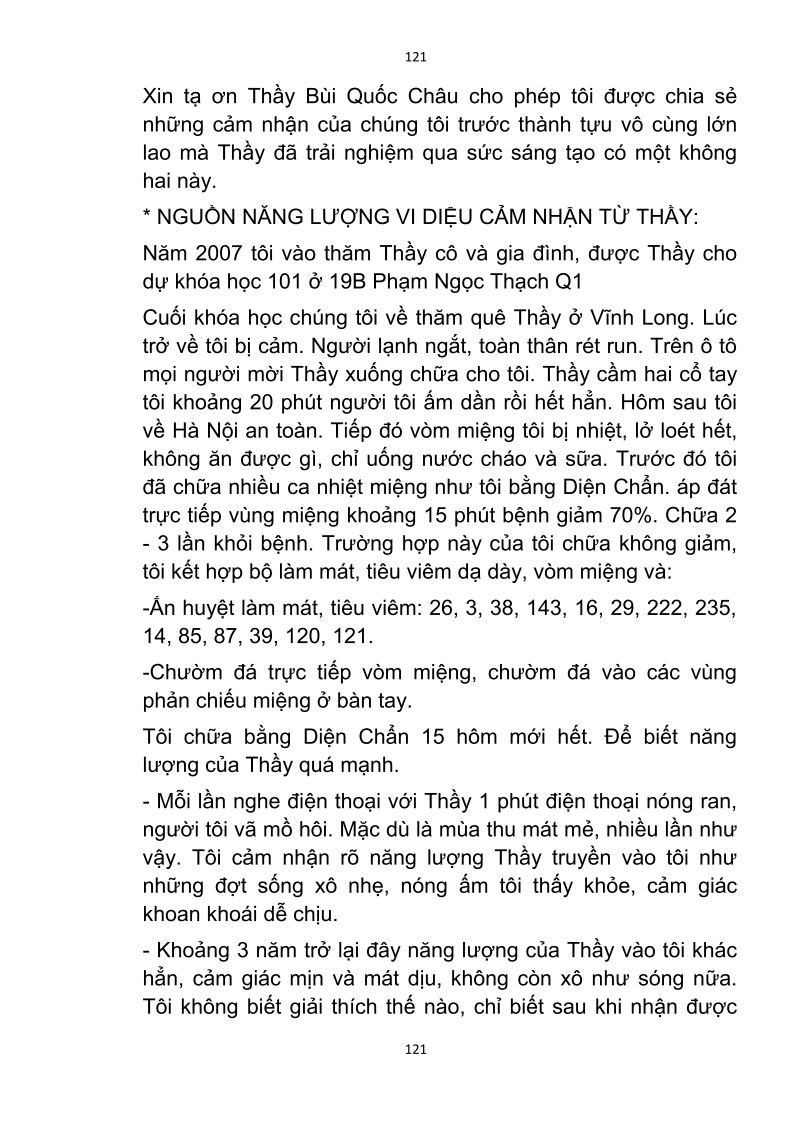 121
Xin tạ ơn Thầy Bùi Quốc Châu cho phép tôi được chia sẻ
những cảm nhận của chúng tôi trước thành tựu vô cùng lớn
lao mà Thầy đã trải nghiệm qua sức sáng tạo có một không
hai này.
* NGUỒN NĂNG LƯỢNG VI DIỆU CẢM NHẬN TỪ THẦY:
Năm 2007 tôi vào thăm Thầy cô và gia đình, được Thầy cho
dự khóa học 101 ở 19B Phạm Ngọc Thạch Q1
Cuối khóa học chúng tôi về thăm quê Thầy ở Vĩnh Long. Lúc
trở về tôi bị cảm. Người lạnh ngắt, toàn thân rét run. Trên ô tô
mọi người mời Thầy xuống chữa cho tôi. Thầy cầm hai cổ tay
tôi khoảng 20 phút người tôi ấm dần rồi hết hẳn. Hôm sau tôi
về Hà Nội an toàn. Tiếp đó vòm miệng tôi bị nhiệt, lở loét hết,
không ăn được gì, chỉ uống nước cháo và sữa. Trước đó tôi
đã chữa nhiều ca nhiệt miệng như tôi bằng Diện Chẩn. áp đát
trực tiếp vùng miệng khoảng 15 phút bệnh giảm 70%. Chữa 2
- 3 lần khỏi bệnh. Trường hợp này của tôi chữa không giảm,
tôi kết hợp bộ làm mát, tiêu viêm dạ dày, vòm miệng và:
-Ấn huyệt làm mát, tiêu viêm: 26, 3, 38, 143, 16, 29, 222, 235,
14, 85, 87, 39, 120, 121.
-Chườm đá trực tiếp vòm miệng, chườm đá vào các vùng
phản chiếu miệng ở bàn tay.
Tôi chữa bằng Diện Chẩn 15 hôm mới hết. Để biết năng
lượng của Thầy quá mạnh.
- Mỗi lần nghe điện thoại với Thầy 1 phút điện thoại nóng ran,
người tôi vã mồ hôi. Mặc dù là mùa thu mát mẻ, nhiều lần như
vậy. Tôi cảm nhận rõ năng lượng Thầy truyền vào tôi như
những đợt sống xô nhẹ, nóng ấm tôi thấy khỏe, cảm giác
khoan khoái dễ chịu.
- Khoảng 3 năm trở lại đây năng lượng của Thầy vào tôi khác
hẳn, cảm giác mịn và mát dịu, không còn xô như sóng nữa.
Tôi không biết giải thích thế nào, chỉ biết sau khi nhận được
121